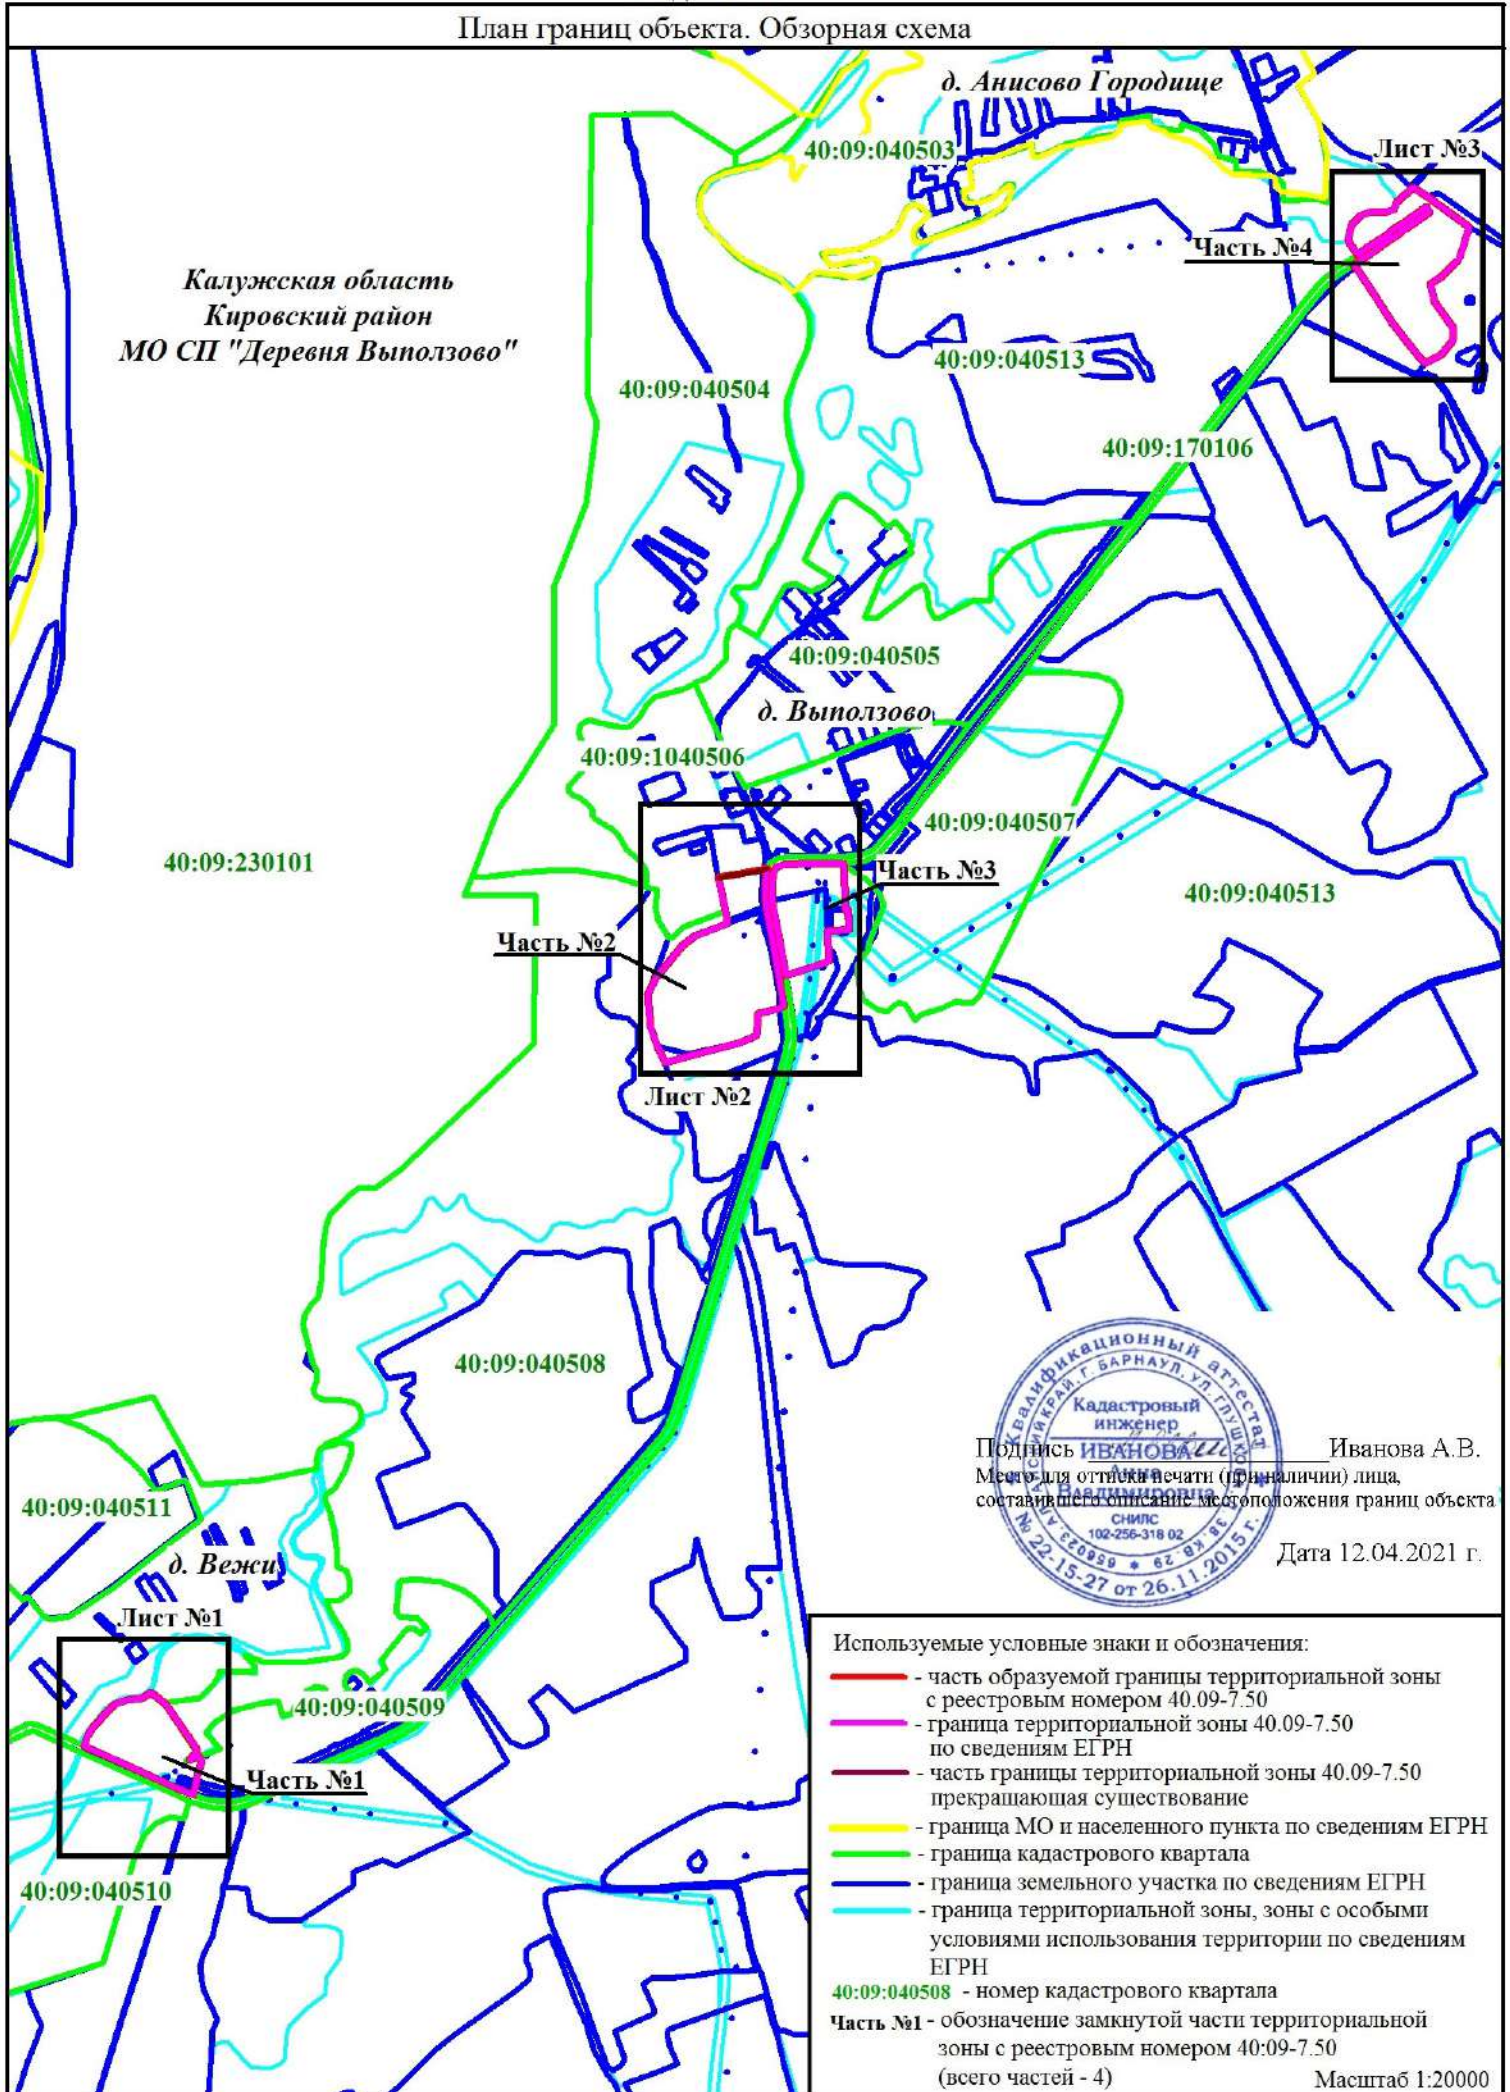 План границ объекта. Обзорная схема
д. Анисово Городище
40:09:040503
Лист №3
Часть №4
Калужская область
Кировский район
МО СП "Деревня Выползово"
40:09:040504
40:09:040513
40:09:170106
40:09:040505
д. Выползово
40:09:1040506
40:09:040507
40:09:230101
Часть №3
40:09:040513
Часть №2
Лист №2
40:09:040508
40:09:040511
д. Вежи
Лист №1
40:09:040509
Часть №1
40:09:040510
Квалификационный аттестат
№ 22-15-27 от 26.11.2015 г.
Кадастровый
инженер
ИВАНОВА
Анна
Владимировна
СНИЛС
102-256-318 02
Подпись Иванова А.В.
Место для оттиска печати (при наличии) лица,
составившего описание местоположения границ объекта
Дата 12.04.2021 г.
Используемые условные знаки и обозначения:
- часть образуемой границы территориальной зоны
с реестровым номером 40.09-7.50
- граница территориальной зоны 40.09-7.50
по сведениям ЕГРН
- часть границы территориальной зоны 40.09-7.50
прекращающая существование
- граница МО и населенного пункта по сведениям ЕГРН
- граница кадастрового квартала
- граница земельного участка по сведениям ЕГРН
- граница территориальной зоны, зоны с особыми
условиями использования территории по сведениям
ЕГРН
40:09:040508 - номер кадастрового квартала
Часть №1 - обозначение замкнутой части территориальной
зоны с реестровым номером 40:09-7.50
(всего частей - 4)
Масштаб 1:20000